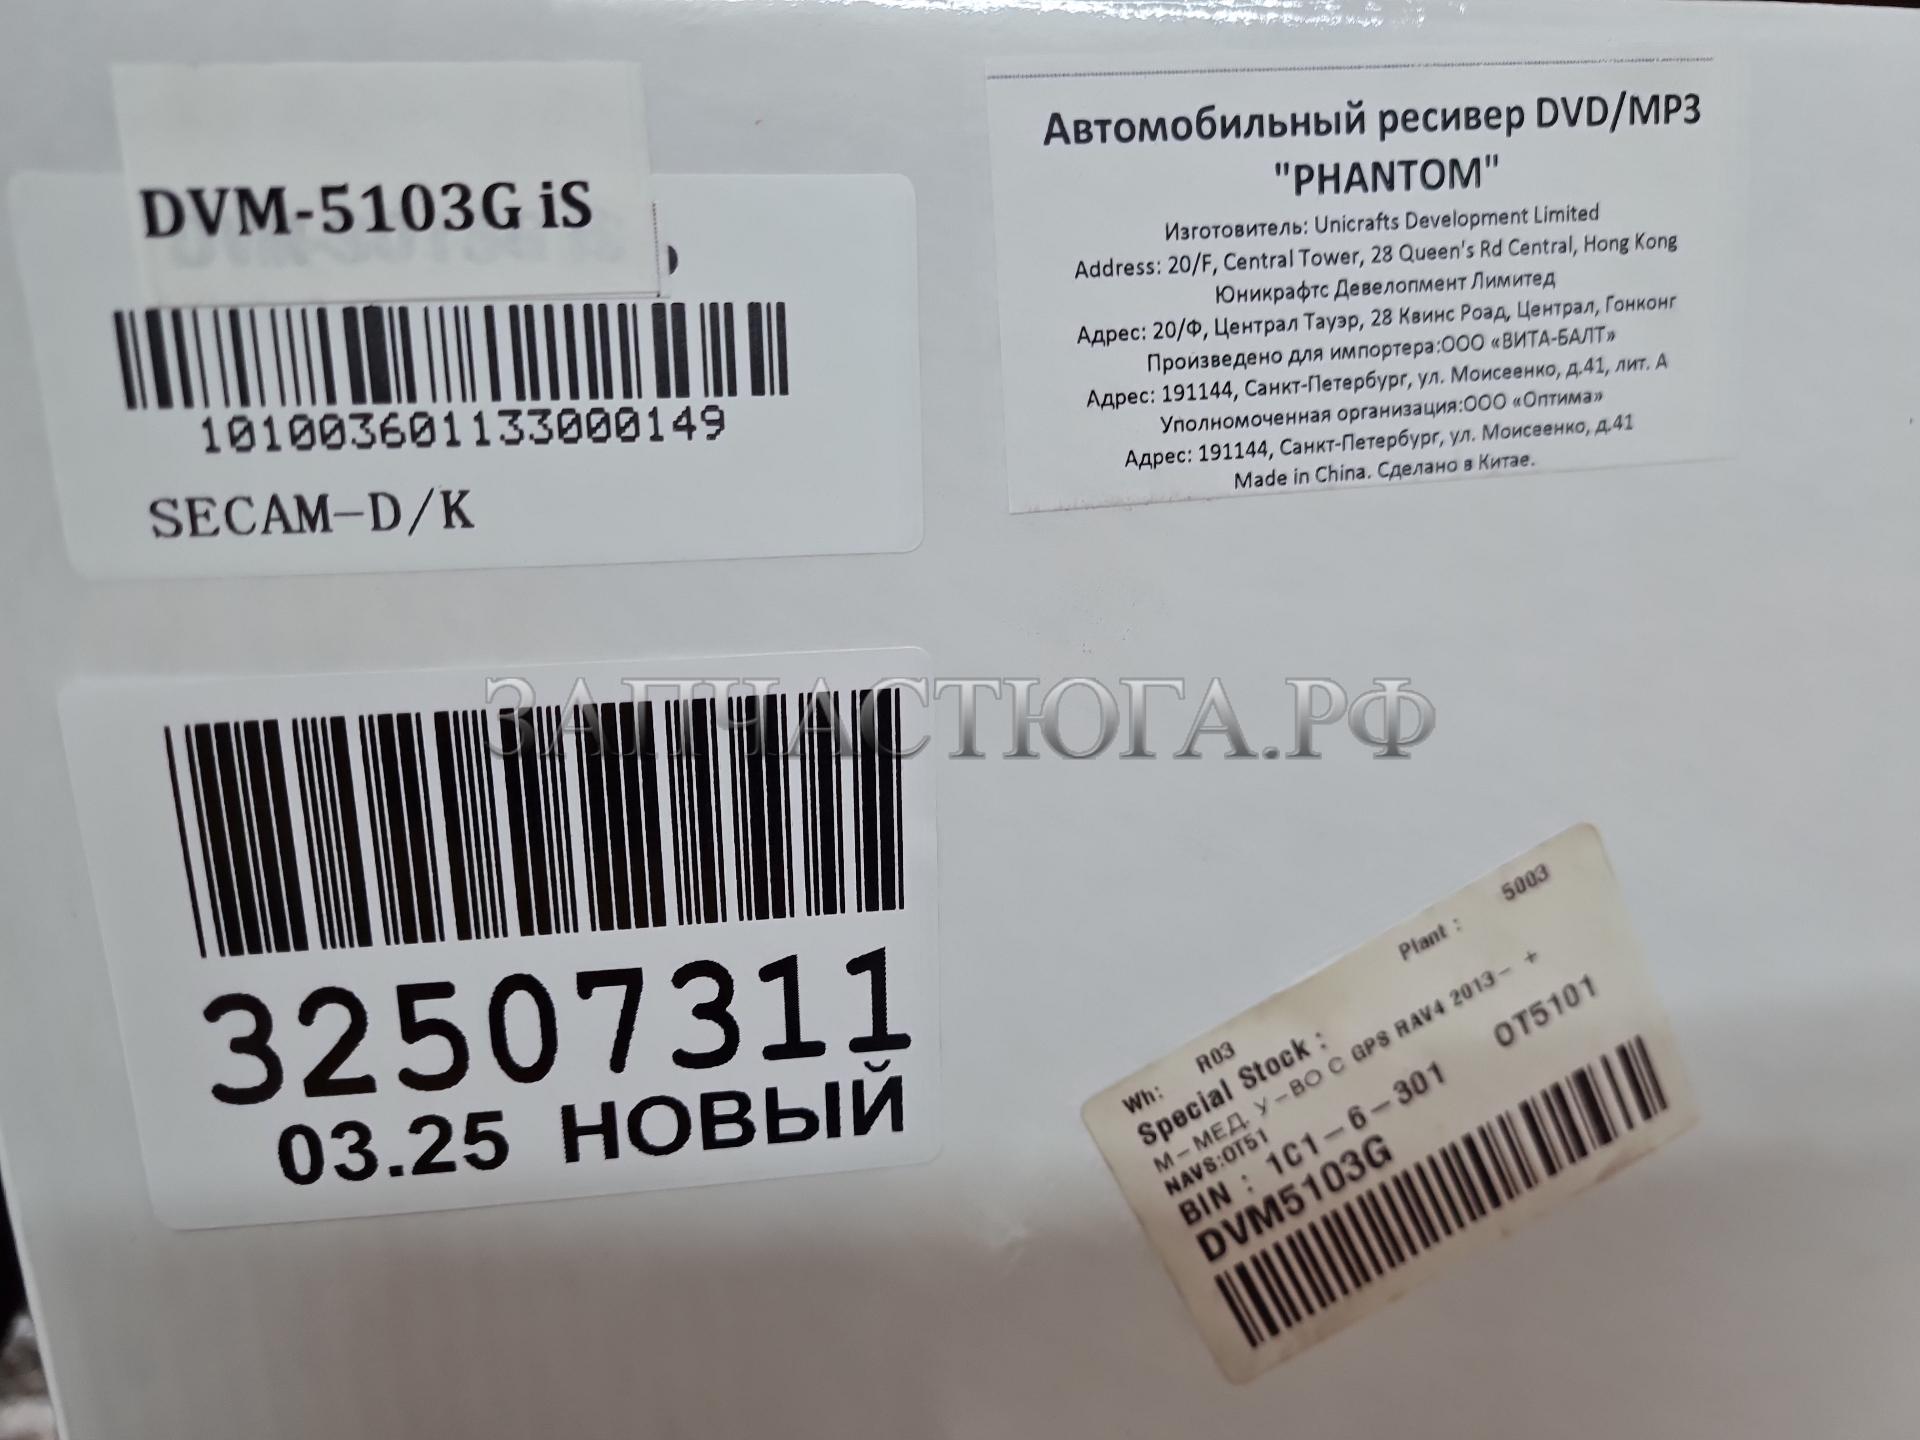 DVM-5103G iS
101003601133000149
SECAM-D/K
Автомобильный ресивер DVD/MP3
"PHANTOM"
Изготовитель: Unicrafts Development Limited
Address: 20/F, Central Tower, 28 Queen's Rd Central, Hong Kong
Юникрафтс Девелопмент Лимитед
Адрес: 20/Ф, Централ Тауэр, 28 Квинс Роад, Централ, Гонконг
Произведено для импортера:ООО «ВИТА-БАЛТ»
Адрес: 191144, Санкт-Петербург, ул. Моисеенко, д.41, лит. А
Уполномоченная организация:ООО «Оптима»
Адрес: 191144, Санкт-Петербург, ул. Моисеенко, д.41
Made in China. Сделано в Китае.
ЗАПЧАСТЮГА.РФ
32507311
03.25 НОВЫЙ
Wh: R03 Plant : 5003
Special Stock :
М-МЕД. У-ВО С GPS RAV4 2013- +
NAVS:OT51 OT5101
BIN : 1C1-6-301
DVM5103G